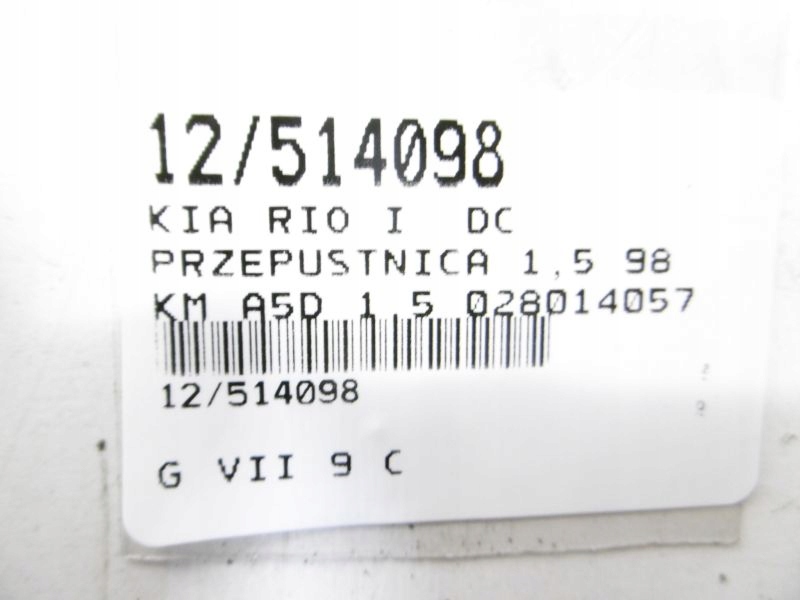 12/514098
KIA RIO I DC
PRZEPUSTNICA 1,5 98
KM A5D 1.5 028014057
12/514098
G VII 9 C